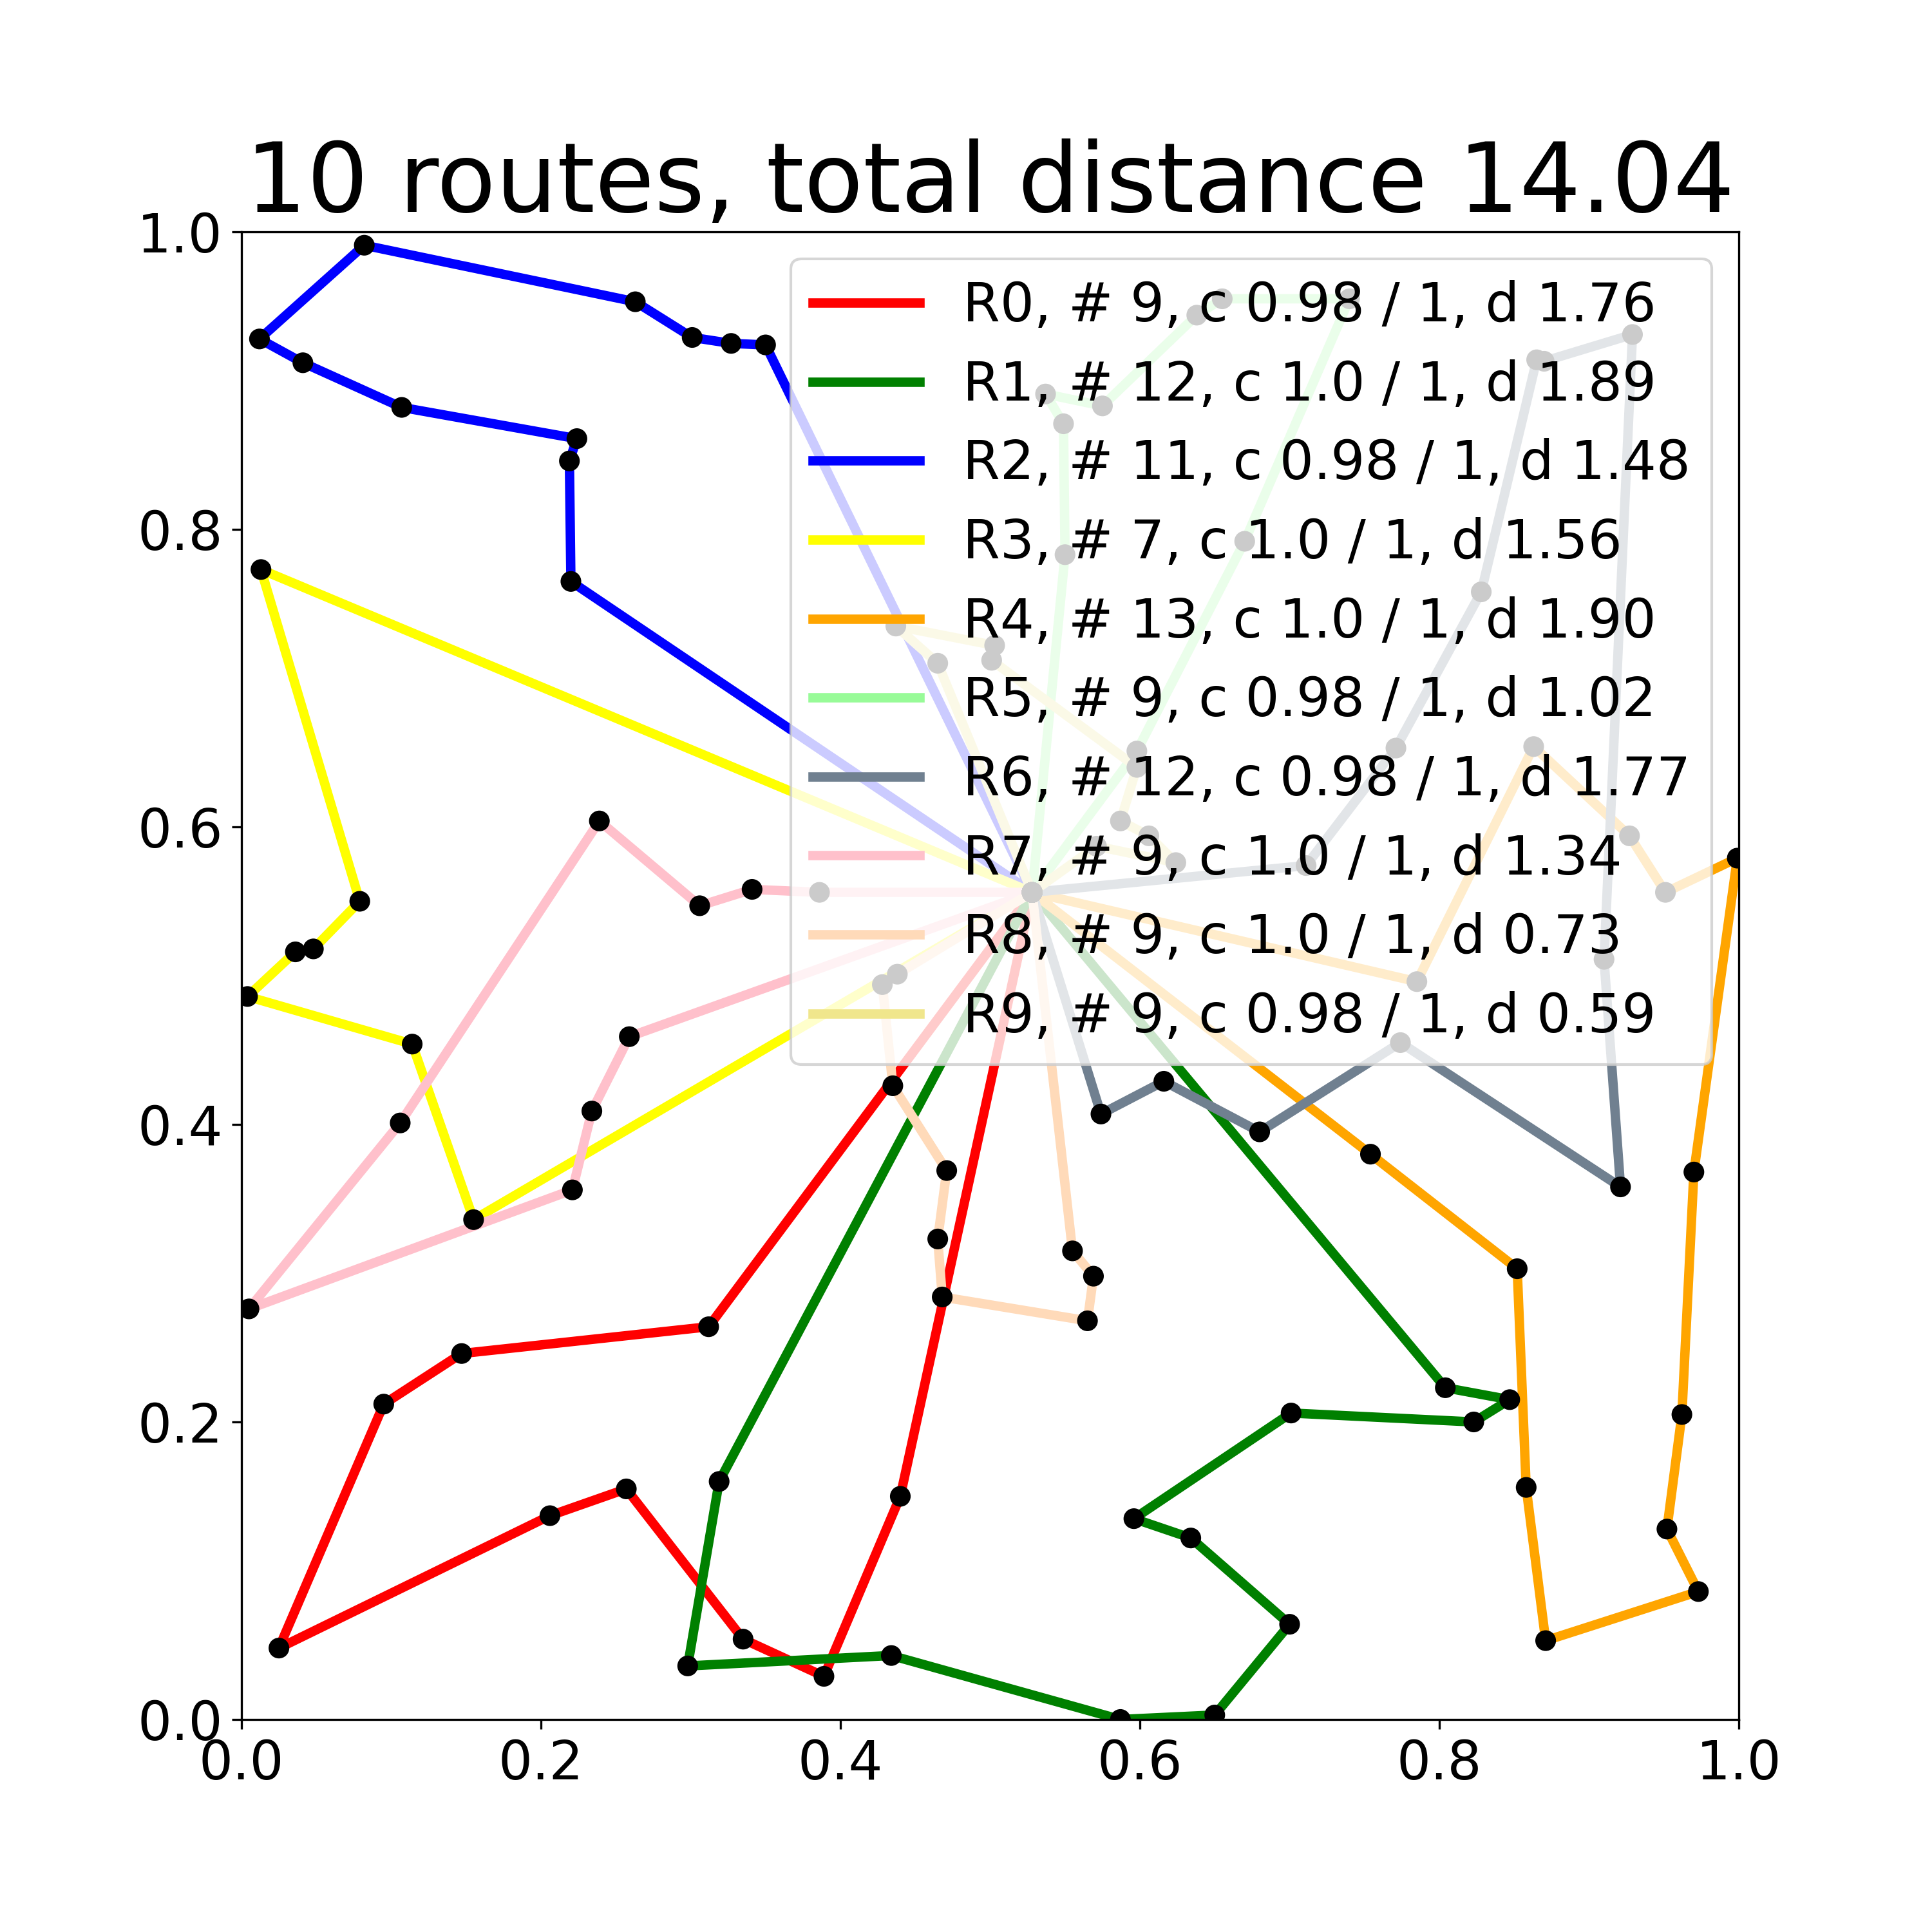 10 routes, total distance 14.04
1.0
0.8
0.6
0.4
0.2
0.0
R0, # 9, c 0.98 / 1, d 1.76
R1, # 12, c 1.0 / 1, d 1.89
R2, # 11, c 0.98 / 1, d 1.48
R3, # 7, c 1.0 / 1, d 1.56
R4, # 13, c 1.0 / 1, d 1.90
R5, # 9, c 0.98 / 1, d 1.02
R6, # 12, c 0.98 / 1, d 1.77
R7, # 9, c 1.0 / 1, d 1.34
R8, # 9, c 1.0 / 1, d 0.73
R9, # 9, c 0.98 / 1, d 0.59
0.0 0.2 0.4 0.6 0.8 1.0